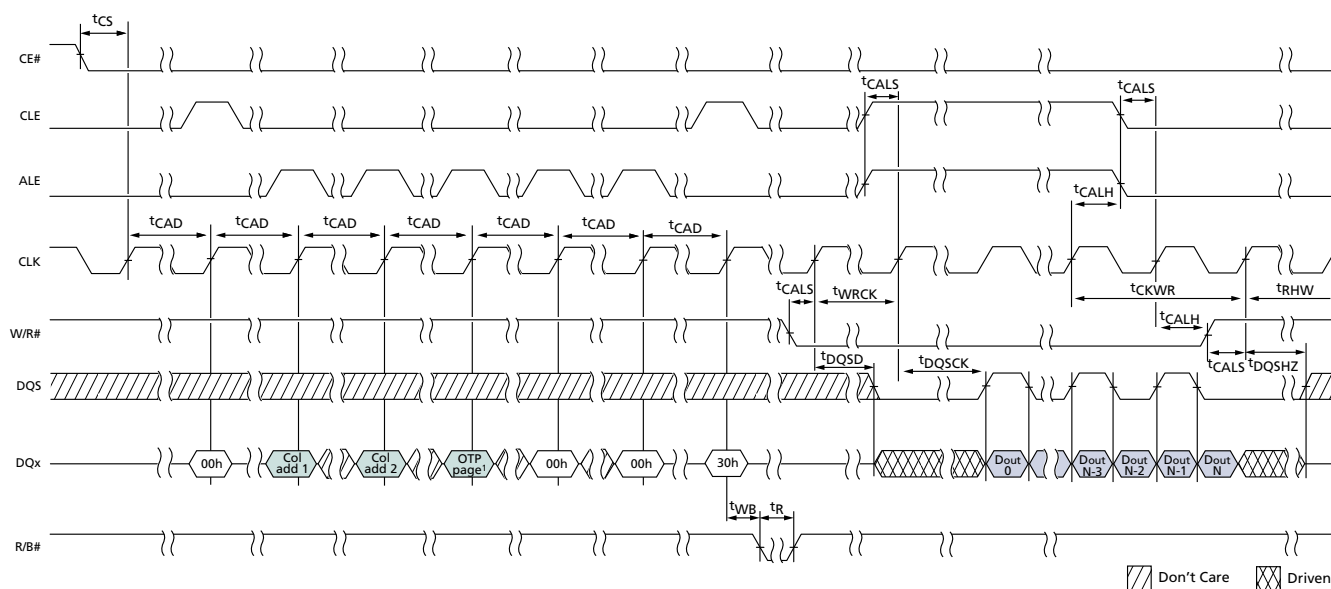 tCS
CE#
tCALS
tCALS
CLE
ALE
tCALH
tCAD
tCAD
tCAD
tCAD
tCAD
tCAD
tCAD
CLK
tCALS
tWRCK
tCKWR
tRHW
W/R#
tCALH
tDQSD
tDQSCK
tCALS
tDQSHZ
DQS
DQx
00h
Col add 1
Col add 2
OTP page¹
00h
00h
30h
Dout 0
Dout N-3
Dout N-2
Dout N-1
Dout N
tWB
tR
R/B#
Don't Care
Driven